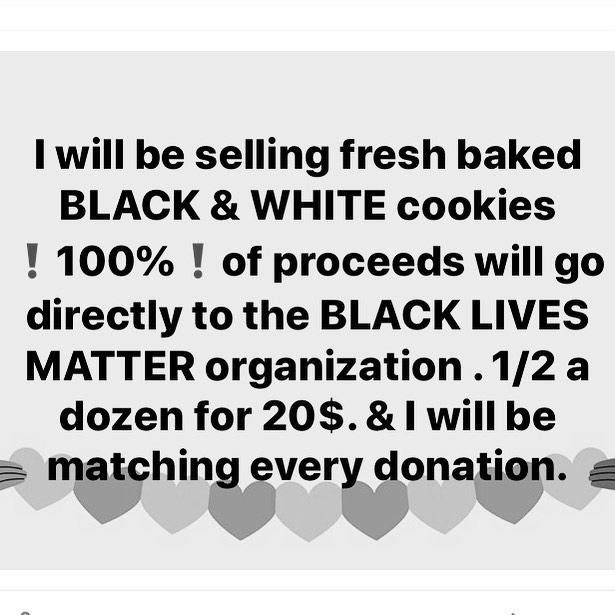 I will be selling fresh baked
BLACK & WHITE cookies
❗100%❗of proceeds will go
directly to the BLACK LIVES
MATTER organization . 1/2 a
dozen for 20$. & I will be
matching every donation.